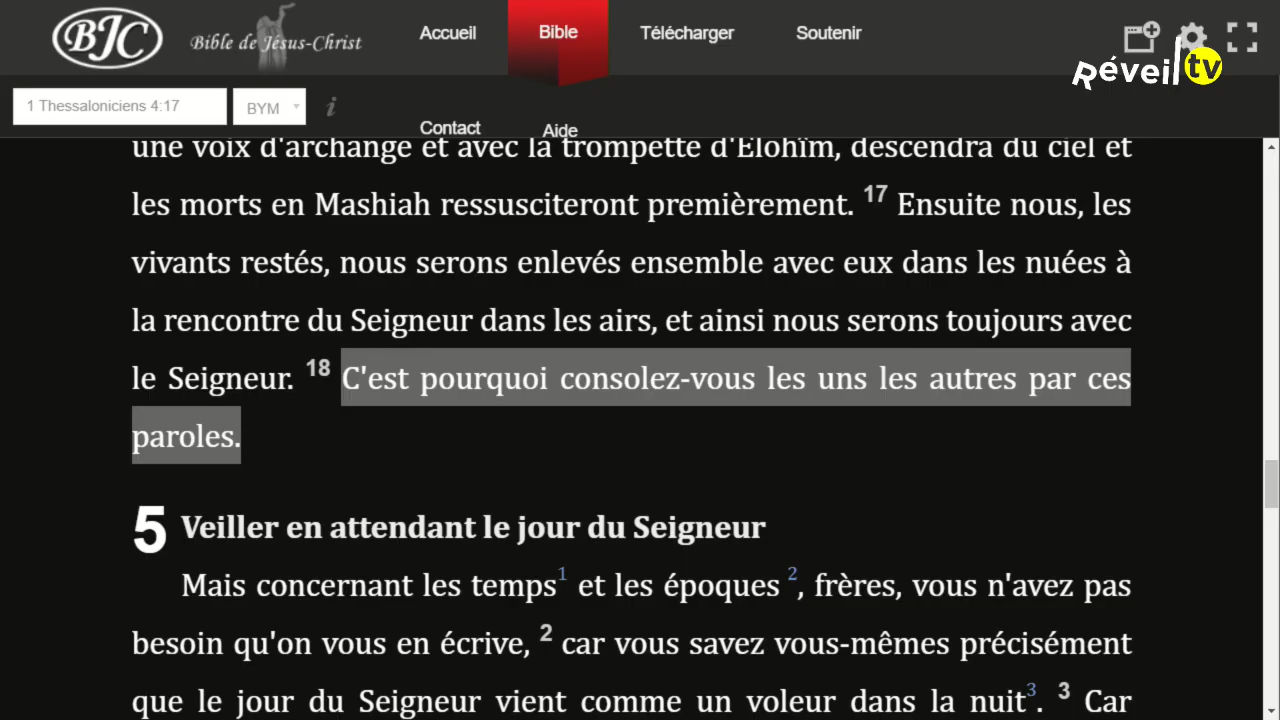 BJC
Bible de Jésus-Christ
Accueil
Bible
Télécharger
Soutenir
Réveil tv
1 Thessaloniciens 4:17
BYM
i
Contact
Aide
une voix d'archange et avec la trompette d'Élohîm, descendra du ciel et
les morts en Mashiah ressusciteront premièrement. 17 Ensuite nous, les
vivants restés, nous serons enlevés ensemble avec eux dans les nuées à
la rencontre du Seigneur dans les airs, et ainsi nous serons toujours avec
le Seigneur. 18 C'est pourquoi consolez-vous les uns les autres par ces
paroles.
5 Veiller en attendant le jour du Seigneur
Mais concernant les temps1 et les époques 2, frères, vous n'avez pas
besoin qu'on vous en écrive, 2 car vous savez vous-mêmes précisément
que le jour du Seigneur vient comme un voleur dans la nuit3. 3 Car